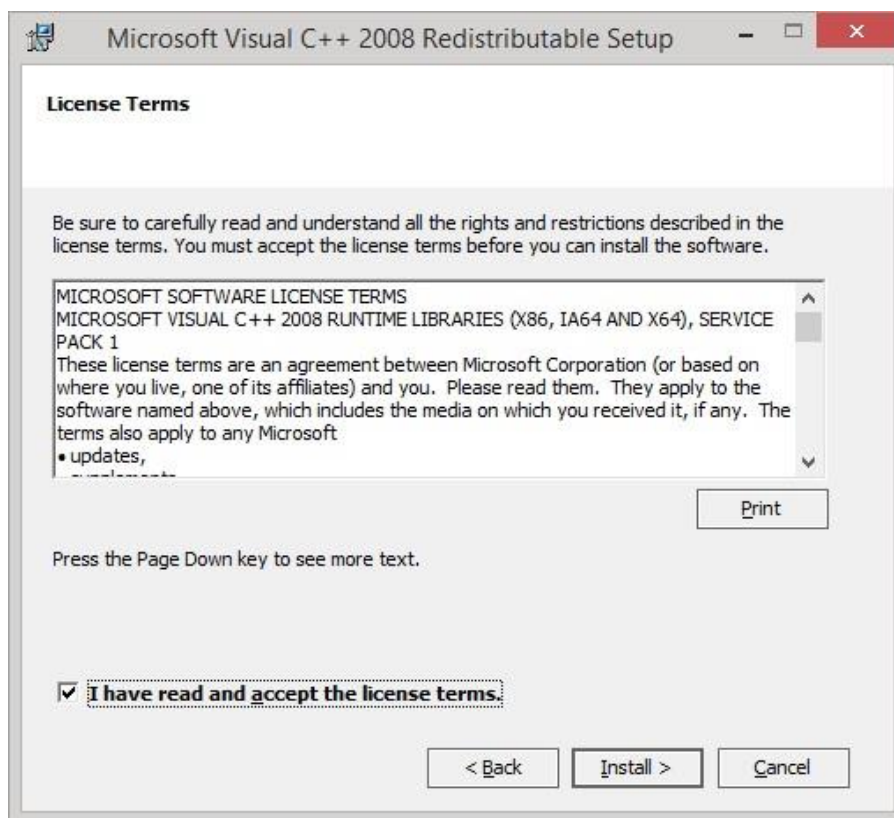 Microsoft Visual C++ 2008 Redistributable Setup
License Terms
Be sure to carefully read and understand all the rights and restrictions described in the
license terms. You must accept the license terms before you can install the software.
MICROSOFT SOFTWARE LICENSE TERMS
MICROSOFT VISUAL C++ 2008 RUNTIME LIBRARIES (X86, IA64 AND X64), SERVICE
PACK 1
These license terms are an agreement between Microsoft Corporation (or based on
where you live, one of its affiliates) and you.  Please read them.  They apply to the
software named above, which includes the media on which you received it, if any.  The
terms also apply to any Microsoft
• updates,
Print
Press the Page Down key to see more text.
I have read and accept the license terms.
< Back
Install >
Cancel